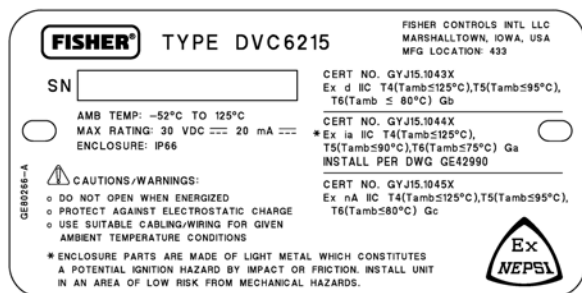 FISHER®
TYPE DVC6215
FISHER CONTROLS INTL LLC
MARSHALLTOWN, IOWA, USA
MFG LOCATION: 433
SN
AMB TEMP: -52°C TO 125°C
MAX RATING: 30 VDC ⎓ 20 mA ⎓
ENCLOSURE: IP66
CERT NO. GYJ15.1043X
Ex d IIC T4(Tamb≤125°C),T5(Tamb≤95°C),
T6(Tamb ≤ 80°C) Gb
CERT NO. GYJ15.1044X
* Ex ia IIC T4(Tamb≤125°C),
T5(Tamb≤90°C),T6(Tamb≤75°C) Ga
INSTALL PER DWG GE42990
CERT NO. GYJ15.1045X
Ex nA IIC T4(Tamb≤125°C),T5(Tamb≤95°C),
T6(Tamb≤80°C) Gc
GE80266-A
CAUTIONS/WARNINGS:
o DO NOT OPEN WHEN ENERGIZED
o PROTECT AGAINST ELECTROSTATIC CHARGE
o USE SUITABLE CABLING/WIRING FOR GIVEN
AMBIENT TEMPERATURE CONDITIONS
* ENCLOSURE PARTS ARE MADE OF LIGHT METAL WHICH CONSTITUTES
A POTENTIAL IGNITION HAZARD BY IMPACT OR FRICTION. INSTALL UNIT
IN AN AREA OF LOW RISK FROM MECHANICAL HAZARDS.
Ex
NEPSI